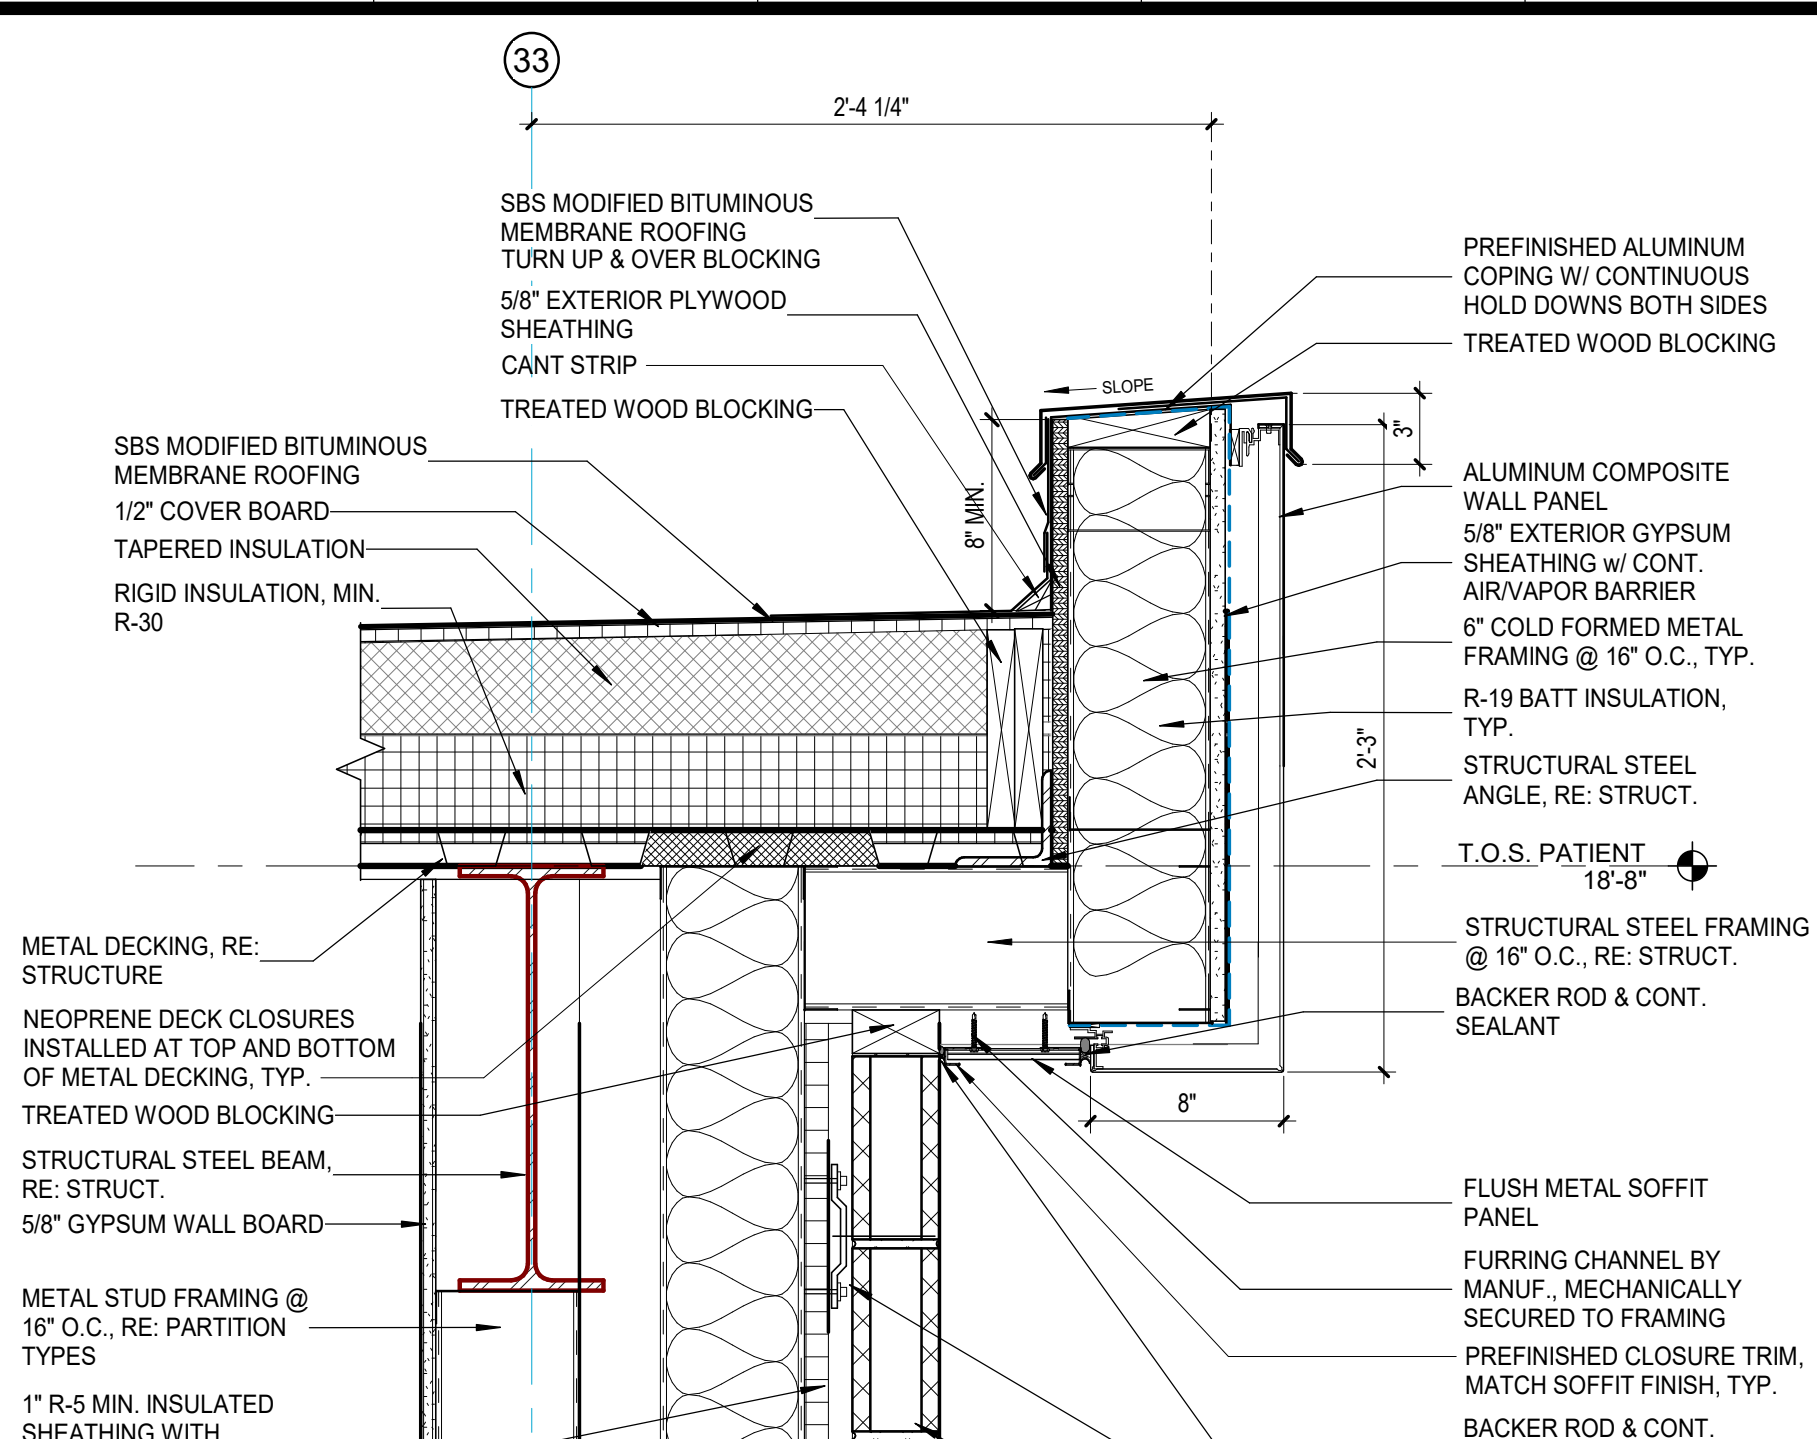 33
2'-4 1/4"
SBS MODIFIED BITUMINOUS
MEMBRANE ROOFING
TURN UP & OVER BLOCKING
5/8" EXTERIOR PLYWOOD
SHEATHING
CANT STRIP
TREATED WOOD BLOCKING
SBS MODIFIED BITUMINOUS
MEMBRANE ROOFING
1/2" COVER BOARD
TAPERED INSULATION
RIGID INSULATION, MIN.
R-30
METAL DECKING, RE:
STRUCTURE
NEOPRENE DECK CLOSURES
INSTALLED AT TOP AND BOTTOM
OF METAL DECKING, TYP.
TREATED WOOD BLOCKING
STRUCTURAL STEEL BEAM,
RE: STRUCT.
5/8" GYPSUM WALL BOARD
METAL STUD FRAMING @
16" O.C., RE: PARTITION
TYPES
1" R-5 MIN. INSULATED
SHEATHING WITH
SLOPE
8" MIN.
3"
2'-3"
8"
PREFINISHED ALUMINUM
COPING W/ CONTINUOUS
HOLD DOWNS BOTH SIDES
TREATED WOOD BLOCKING
ALUMINUM COMPOSITE
WALL PANEL
5/8" EXTERIOR GYPSUM
SHEATHING w/ CONT.
AIR/VAPOR BARRIER
6" COLD FORMED METAL
FRAMING @ 16" O.C., TYP.
R-19 BATT INSULATION,
TYP.
STRUCTURAL STEEL
ANGLE, RE: STRUCT.
T.O.S. PATIENT
18'-8"
STRUCTURAL STEEL FRAMING
@ 16" O.C., RE: STRUCT.
BACKER ROD & CONT.
SEALANT
FLUSH METAL SOFFIT
PANEL
FURRING CHANNEL BY
MANUF., MECHANICALLY
SECURED TO FRAMING
PREFINISHED CLOSURE TRIM,
MATCH SOFFIT FINISH, TYP.
BACKER ROD & CONT.